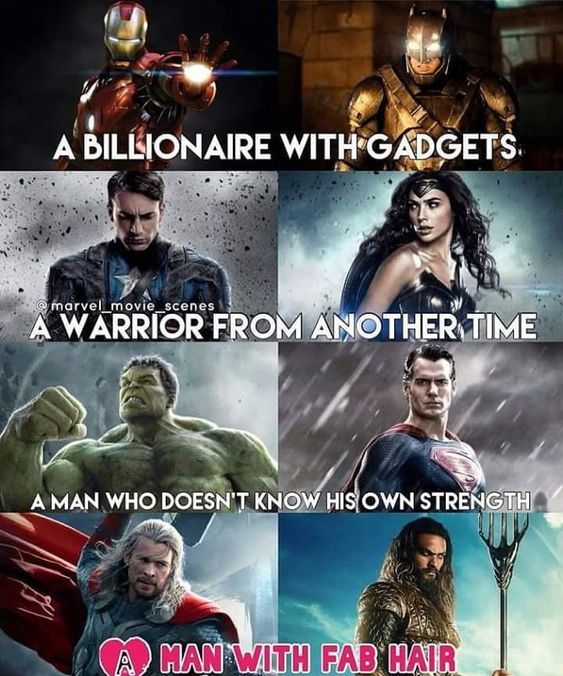 A BILLIONAIRE WITH GADGETS
@marvel_movie_scenes
A WARRIOR FROM ANOTHER TIME
A MAN WHO DOESN'T KNOW HIS OWN STRENGTH
A MAN WITH FAB HAIR